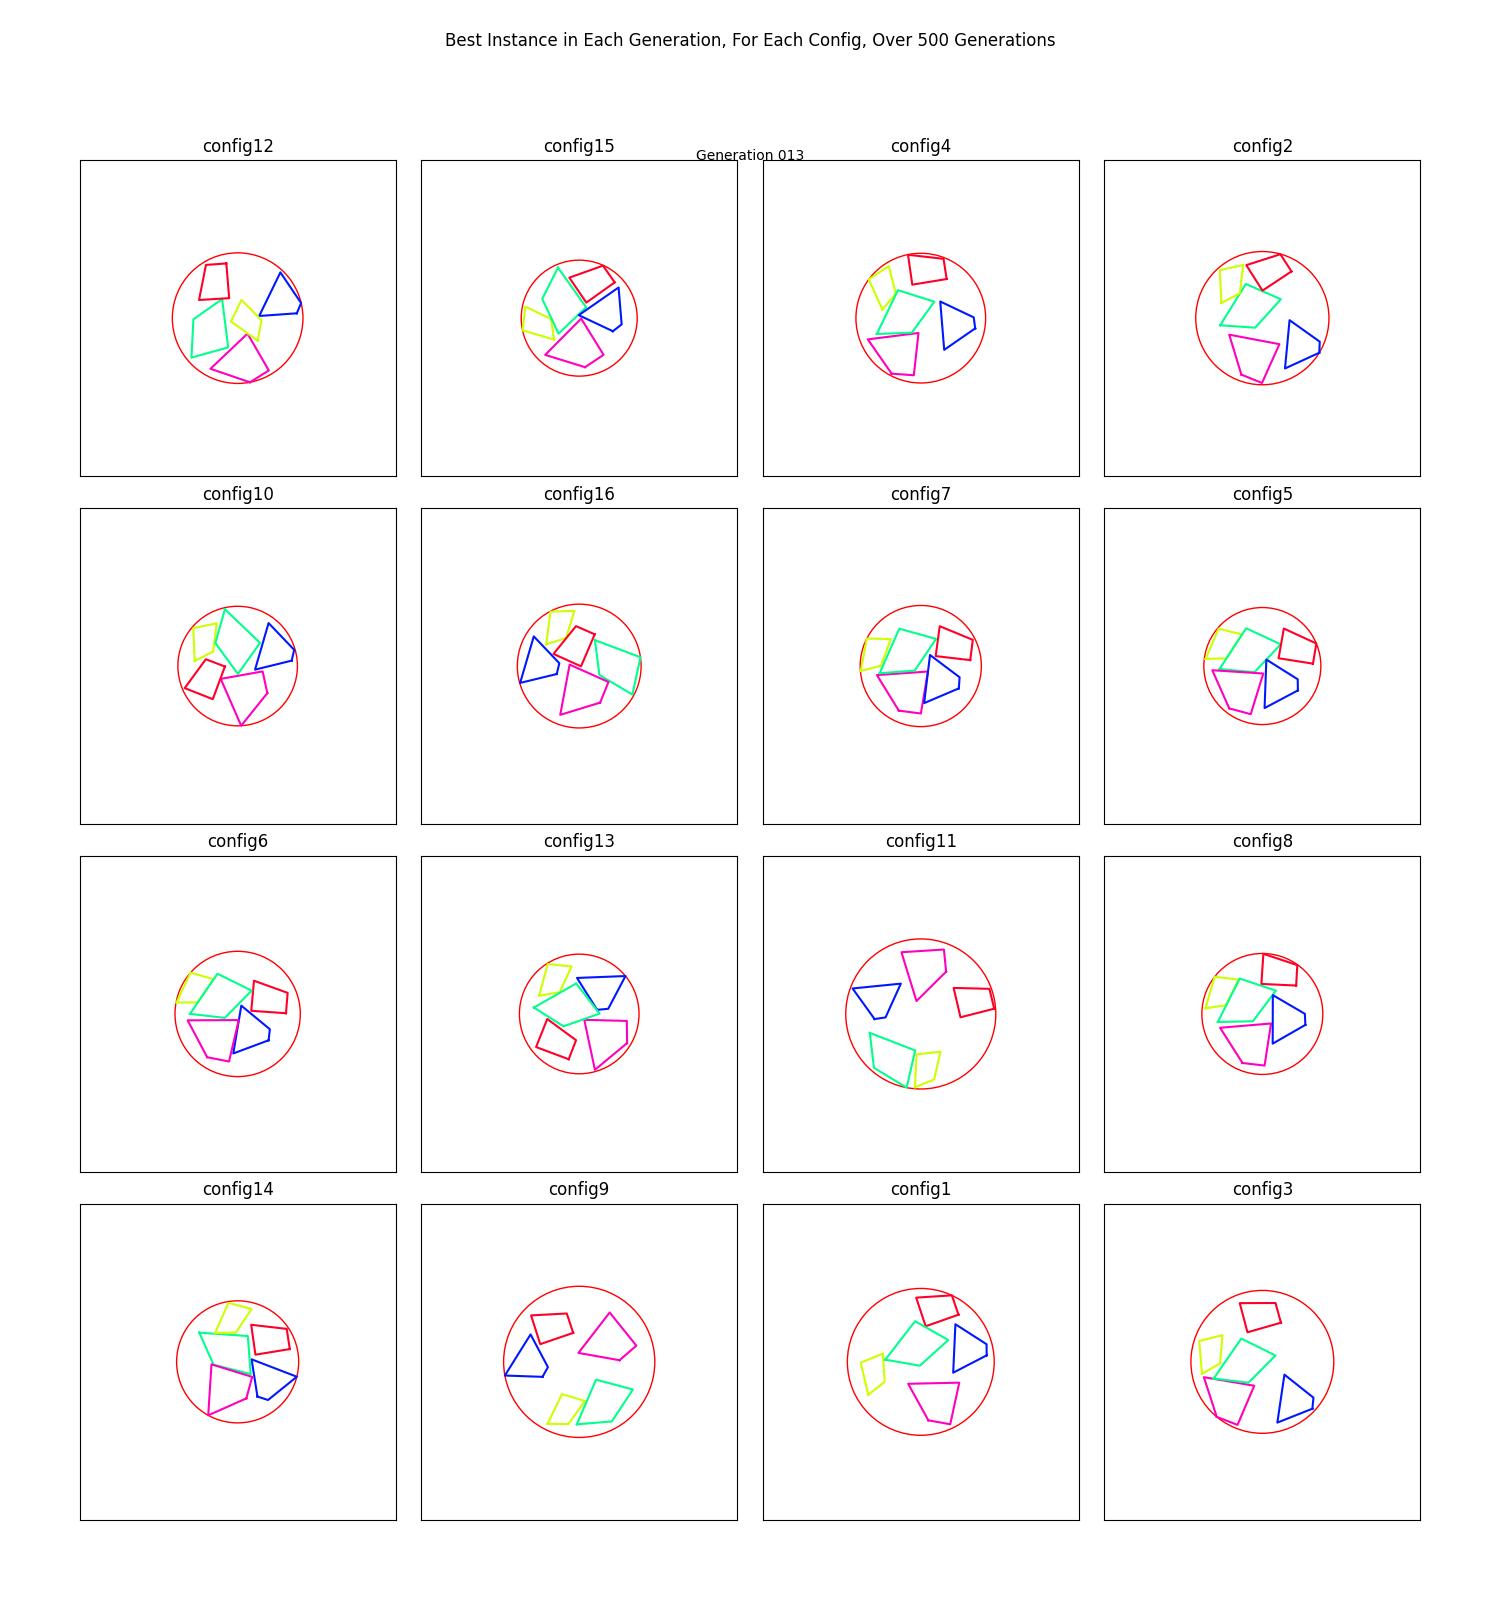 Best Instance in Each Generation, For Each Config, Over 500 Generations
config12
config15
Generation 013
config4
config2
config10
config16
config7
config5
config6
config13
config11
config8
config14
config9
config1
config3